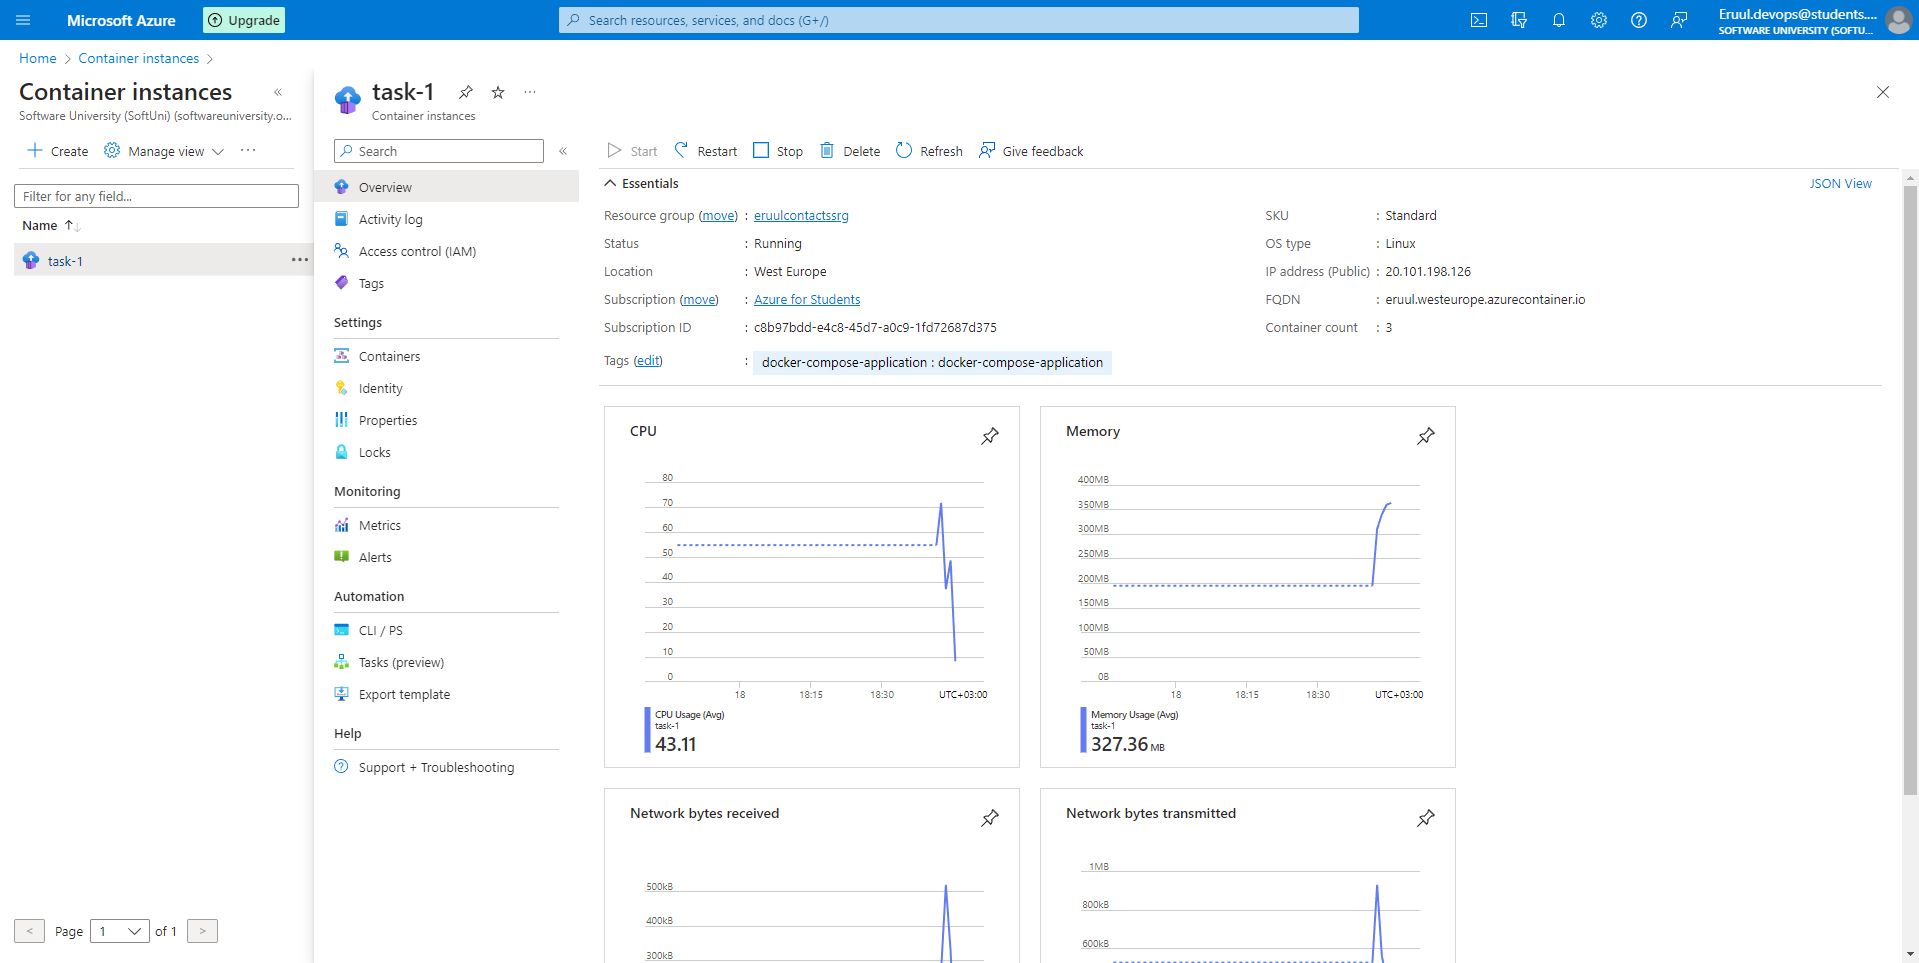 Microsoft Azure
Upgrade
Search resources, services, and docs (G+/)
Eruul.devops@students....
SOFTWARE UNIVERSITY (SOFTU...
Home > Container instances >
Container instances
Software University (SoftUni) (softwareuniversity.o...
Create
Manage view
Filter for any field...
Name
task-1
< Page 1 of 1 >
task-1
Container instances
Search
Overview
Activity log
Access control (IAM)
Tags
Settings
Containers
Identity
Properties
Locks
Monitoring
Metrics
Alerts
Automation
CLI / PS
Tasks (preview)
Export template
Help
Support + Troubleshooting
Start
Restart
Stop
Delete
Refresh
Give feedback
Essentials
JSON View
Resource group (move) : eruulcontactssrg
Status : Running
Location : West Europe
Subscription (move) : Azure for Students
Subscription ID : c8b97bdd-e4c8-45d7-a0c9-1fd72687d375
Tags (edit) : docker-compose-application : docker-compose-application
SKU : Standard
OS type : Linux
IP address (Public) : 20.101.198.126
FQDN : eruul.westeurope.azurecontainer.io
Container count : 3
CPU
80
70
60
50
40
30
20
10
0
18 18:15 18:30 UTC+03:00
CPU Usage (Avg)
task-1
43.11
Memory
400MB
350MB
300MB
250MB
200MB
150MB
100MB
50MB
0B
18 18:15 18:30 UTC+03:00
Memory Usage (Avg)
task-1
327.36 MB
Network bytes received
500kB
400kB
300kB
Network bytes transmitted
1MB
800kB
600kB